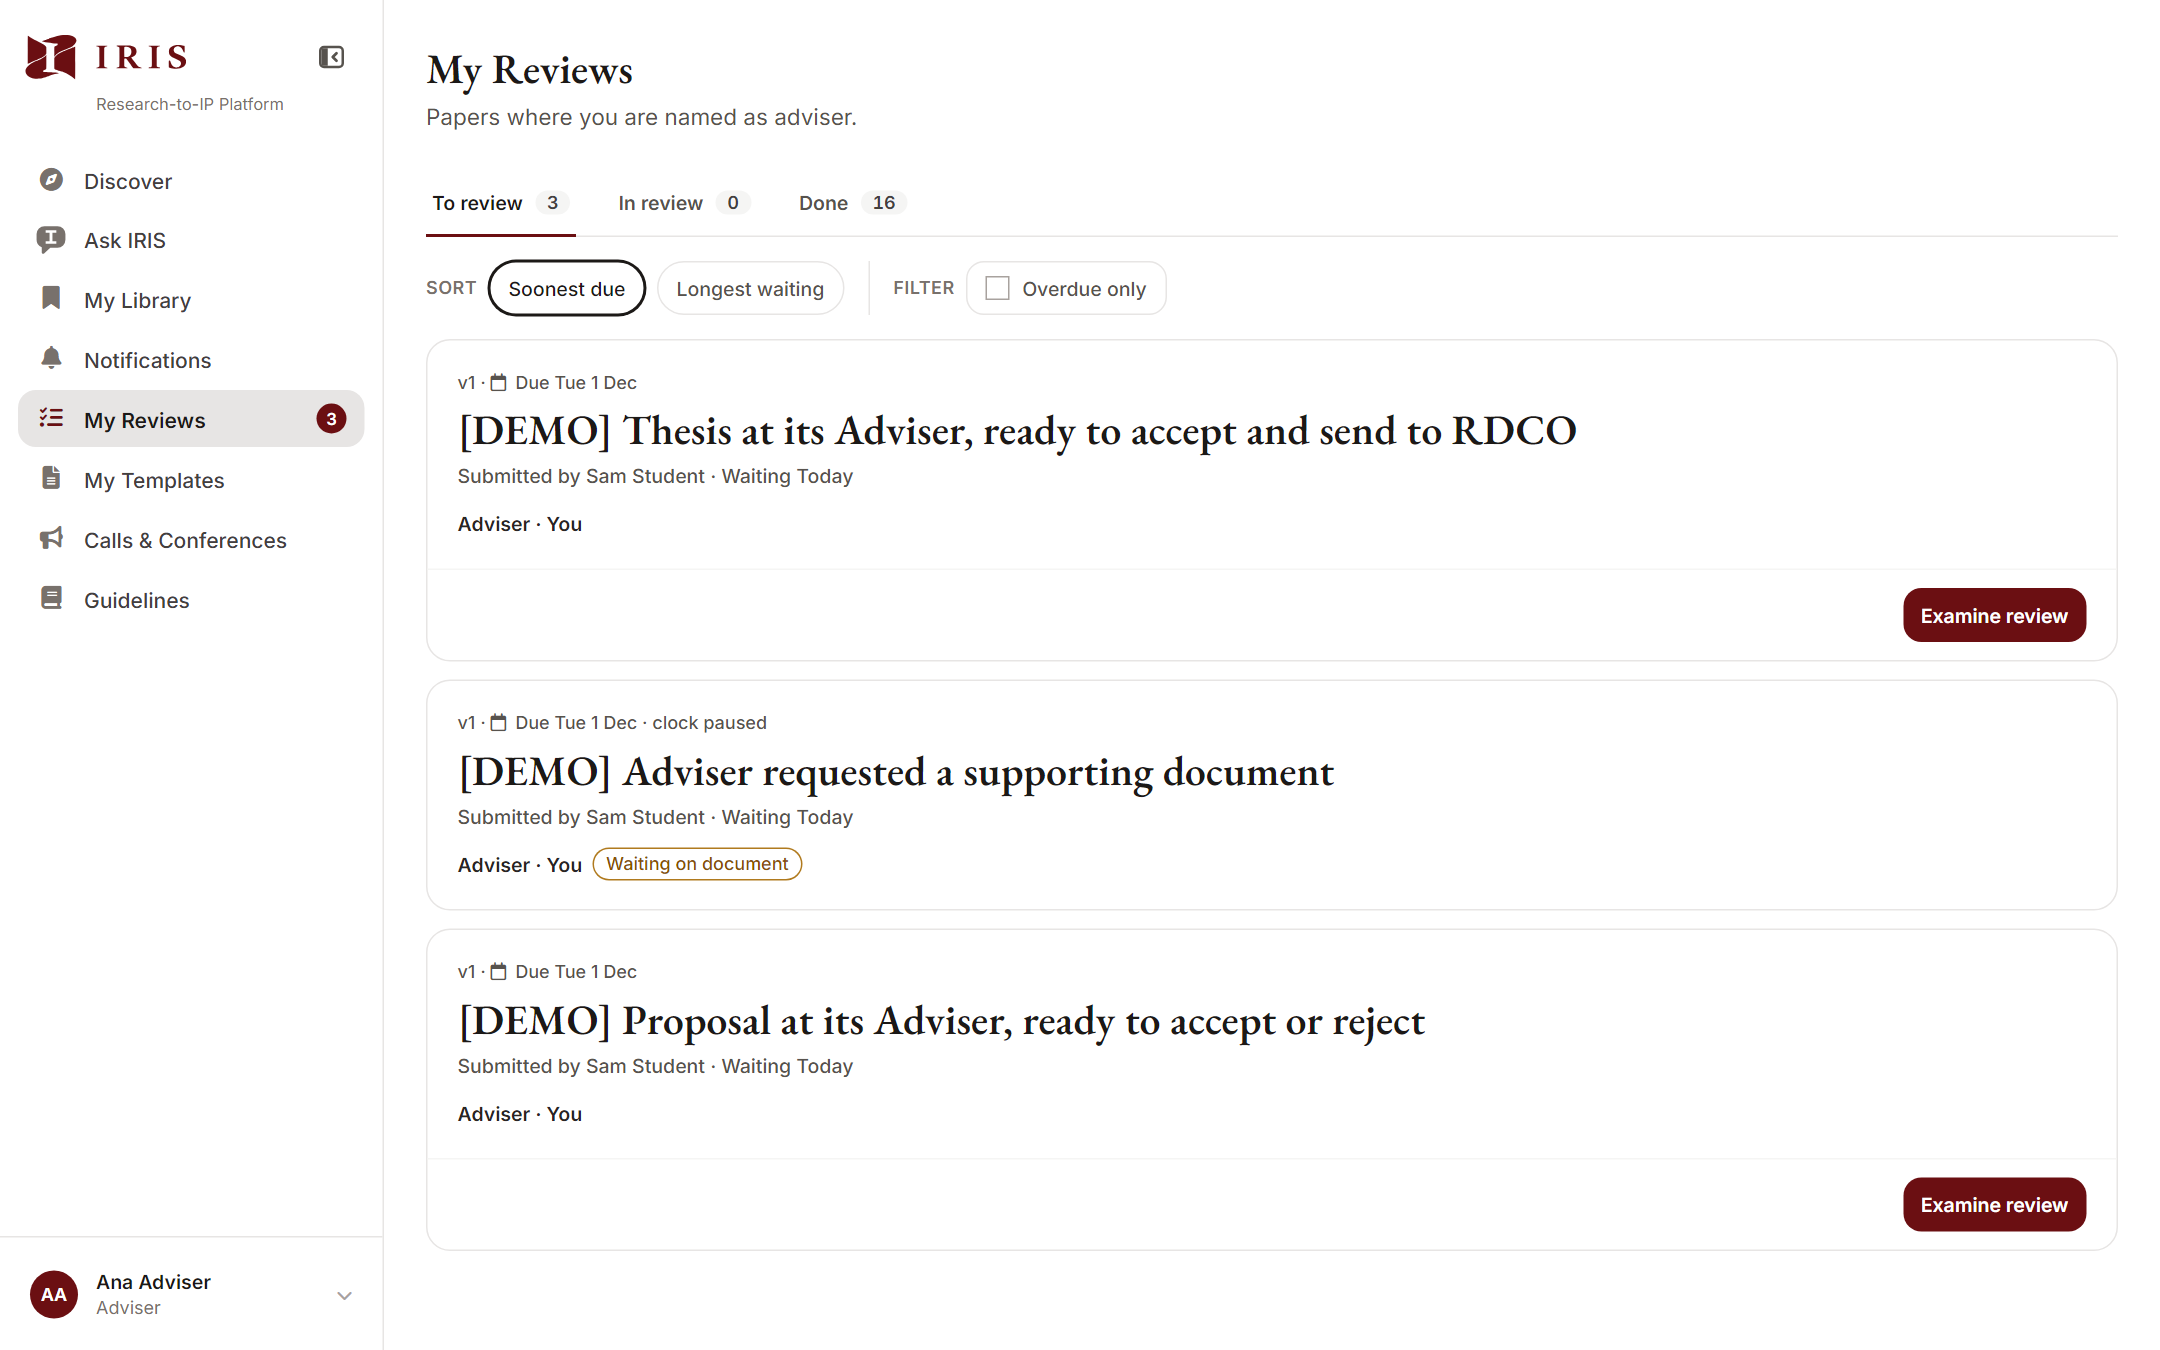 IRIS
Research-to-IP Platform
Discover
Ask IRIS
My Library
Notifications
My Reviews 3
My Templates
Calls & Conferences
Guidelines
AA
Ana Adviser
Adviser
My Reviews
Papers where you are named as adviser.
To review 3 In review 0 Done 16
SORT Soonest due Longest waiting FILTER Overdue only
v1 · Due Tue 1 Dec
[DEMO] Thesis at its Adviser, ready to accept and send to RDCO
Submitted by Sam Student · Waiting Today
Adviser · You
Examine review
v1 · Due Tue 1 Dec · clock paused
[DEMO] Adviser requested a supporting document
Submitted by Sam Student · Waiting Today
Adviser · You Waiting on document
v1 · Due Tue 1 Dec
[DEMO] Proposal at its Adviser, ready to accept or reject
Submitted by Sam Student · Waiting Today
Adviser · You
Examine review